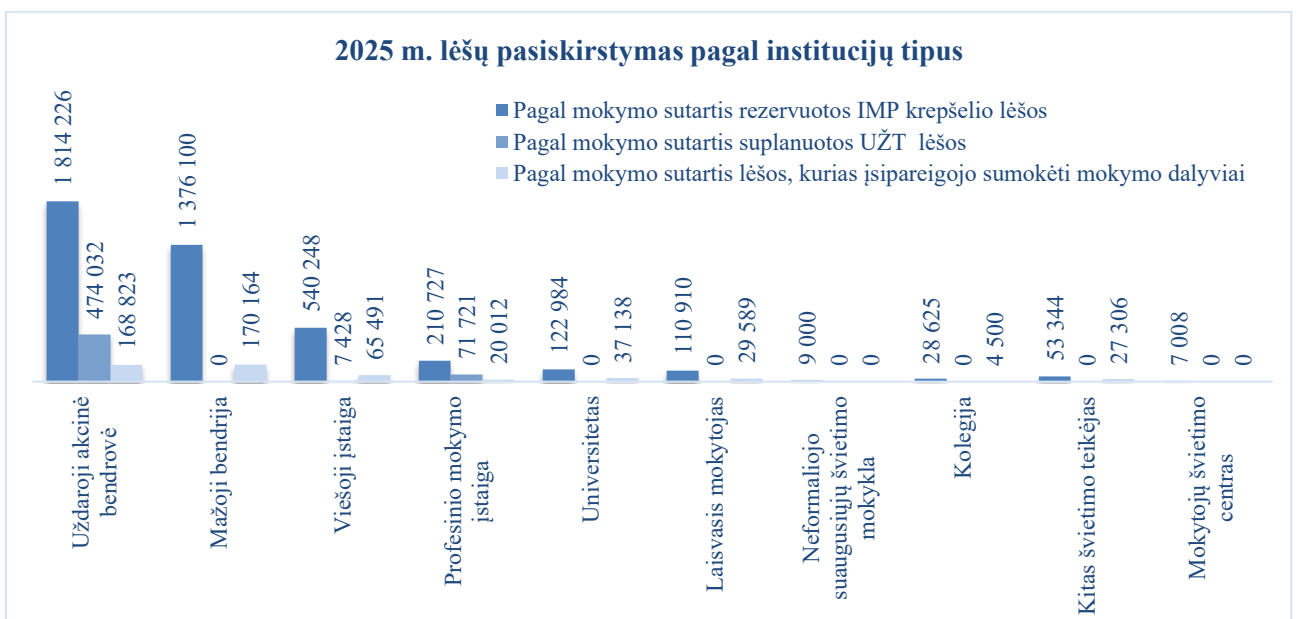 2025 m. lėšų pasiskirstymas pagal institucijų tipus
Pagal mokymo sutartis rezervuotos IMP krepšelio lėšos
Pagal mokymo sutartis suplanuotos UŽT lėšos
Pagal mokymo sutartis lėšos, kurias įsipareigojo sumokėti mokymo dalyviai
1 814 226
474 032
168 823
1 376 100
0
170 164
540 248
7 428
65 491
210 727
71 721
20 012
122 984
0
37 138
110 910
0
29 589
9 000
0
0
28 625
0
4 500
53 344
0
27 306
7 008
0
0
Uždaroji akcinė
bendrovė
Mažoji bendrija
Viešoji įstaiga
Profesinio mokymo
įstaiga
Universitetas
Laisvasis mokytojas
Neformaliojo
suaugusiųjų švietimo
mokykla
Kolegija
Kitas švietimo teikėjas
Mokytojų švietimo
centras